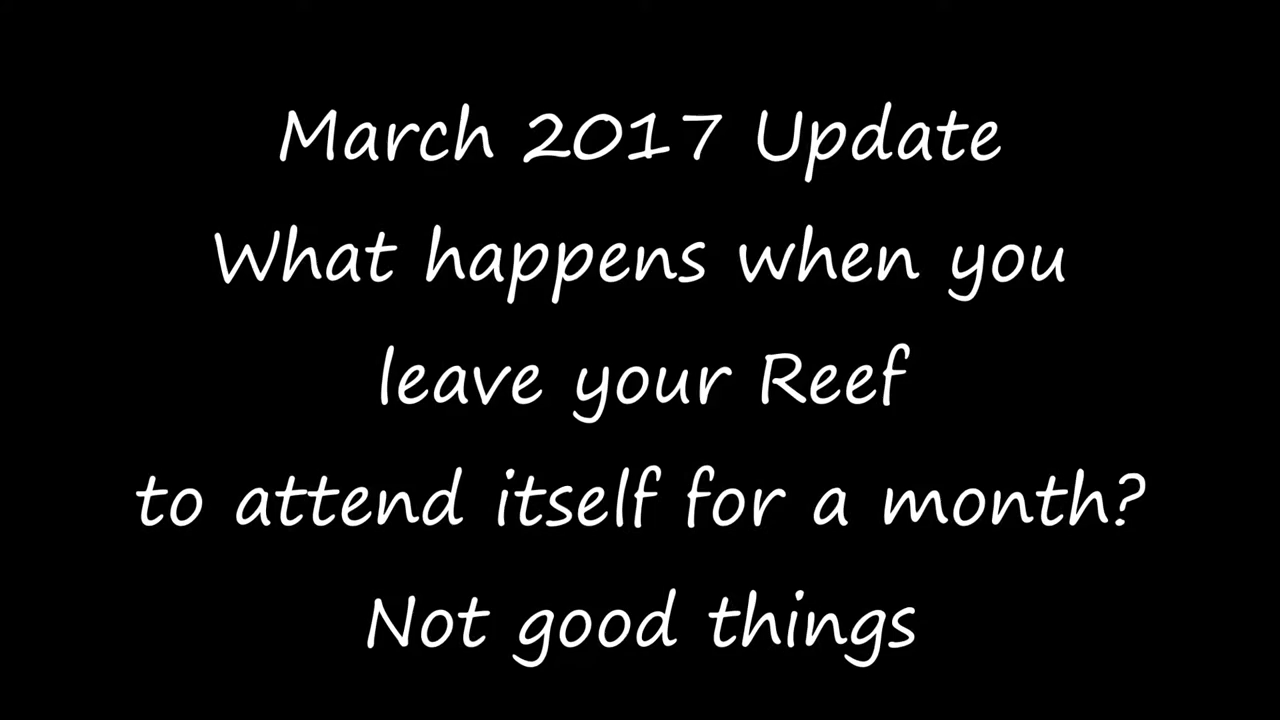 March 2017 Update
What happens when you
leave your Reef
to attend itself for a month?
Not good things